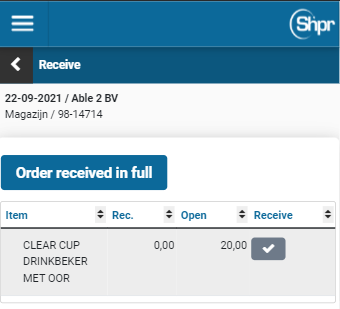 Shpr
Receive
22-09-2021 / Able 2 BV
Magazijn / 98-14714
Order received in full
Item Rec. Open Receive
CLEAR CUP 0,00 20,00
DRINKBEKER
MET OOR